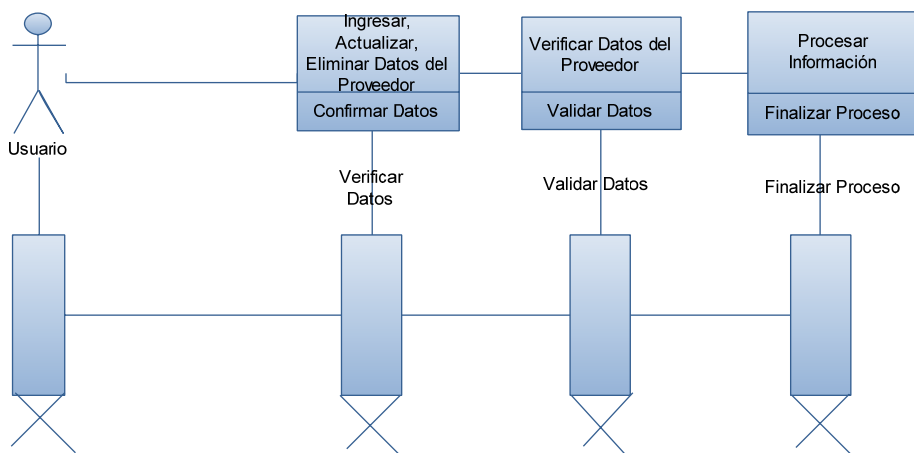 Ingresar,
Actualizar,
Eliminar Datos del
Proveedor
Confirmar Datos
Verificar Datos del
Proveedor
Validar Datos
Procesar
Información
Finalizar Proceso
Usuario
Verificar
Datos
Validar Datos
Finalizar Proceso